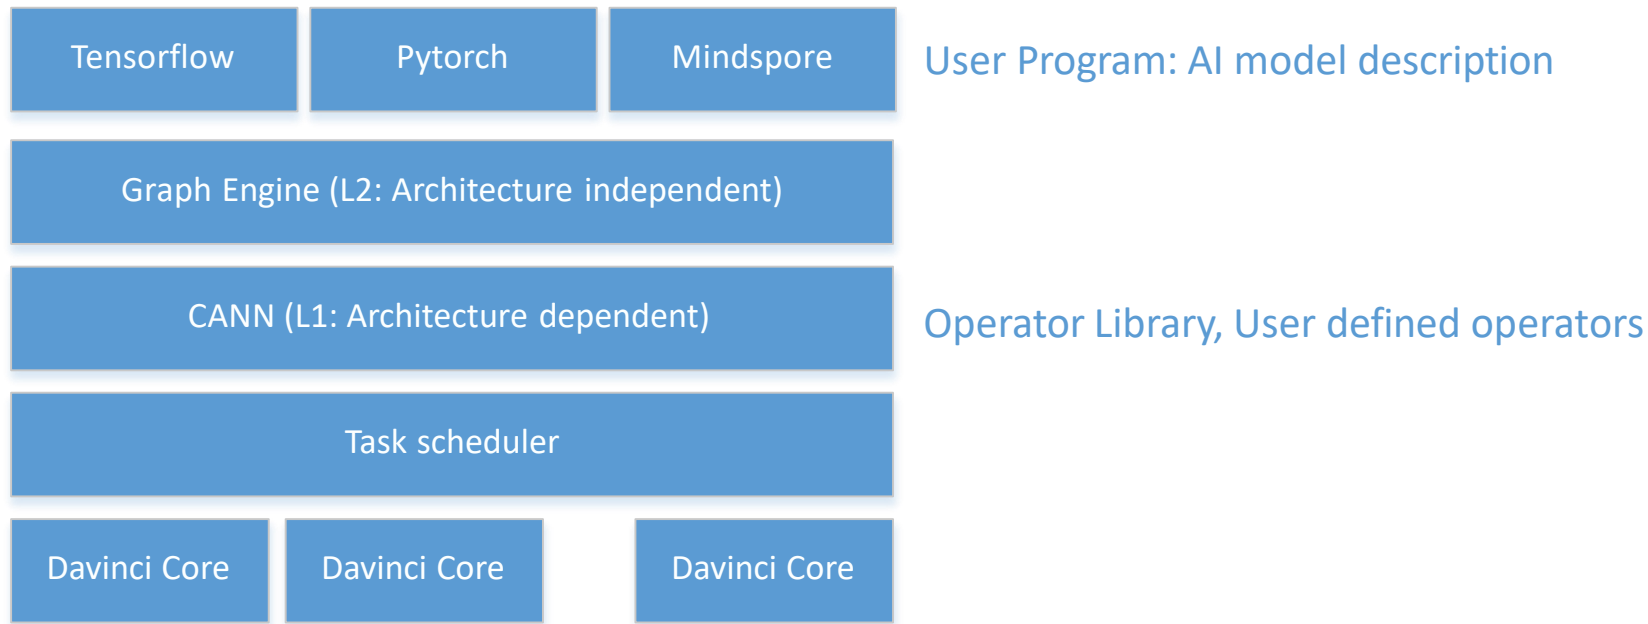 Tensorflow
Pytorch
Mindspore
User Program: AI model description
Graph Engine (L2: Architecture independent)
CANN (L1: Architecture dependent)
Operator Library, User defined operators
Task scheduler
Davinci Core
Davinci Core
Davinci Core